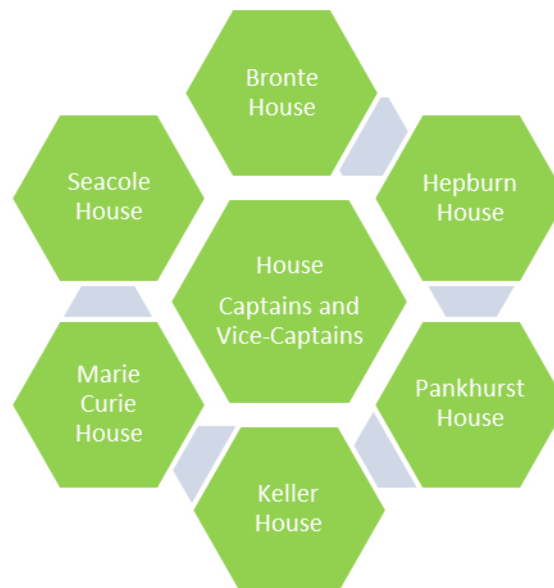 Bronte
House
Seacole
House
Hepburn
House
House
Captains and
Vice-Captains
Marie
Curie
House
Pankhurst
House
Keller
House